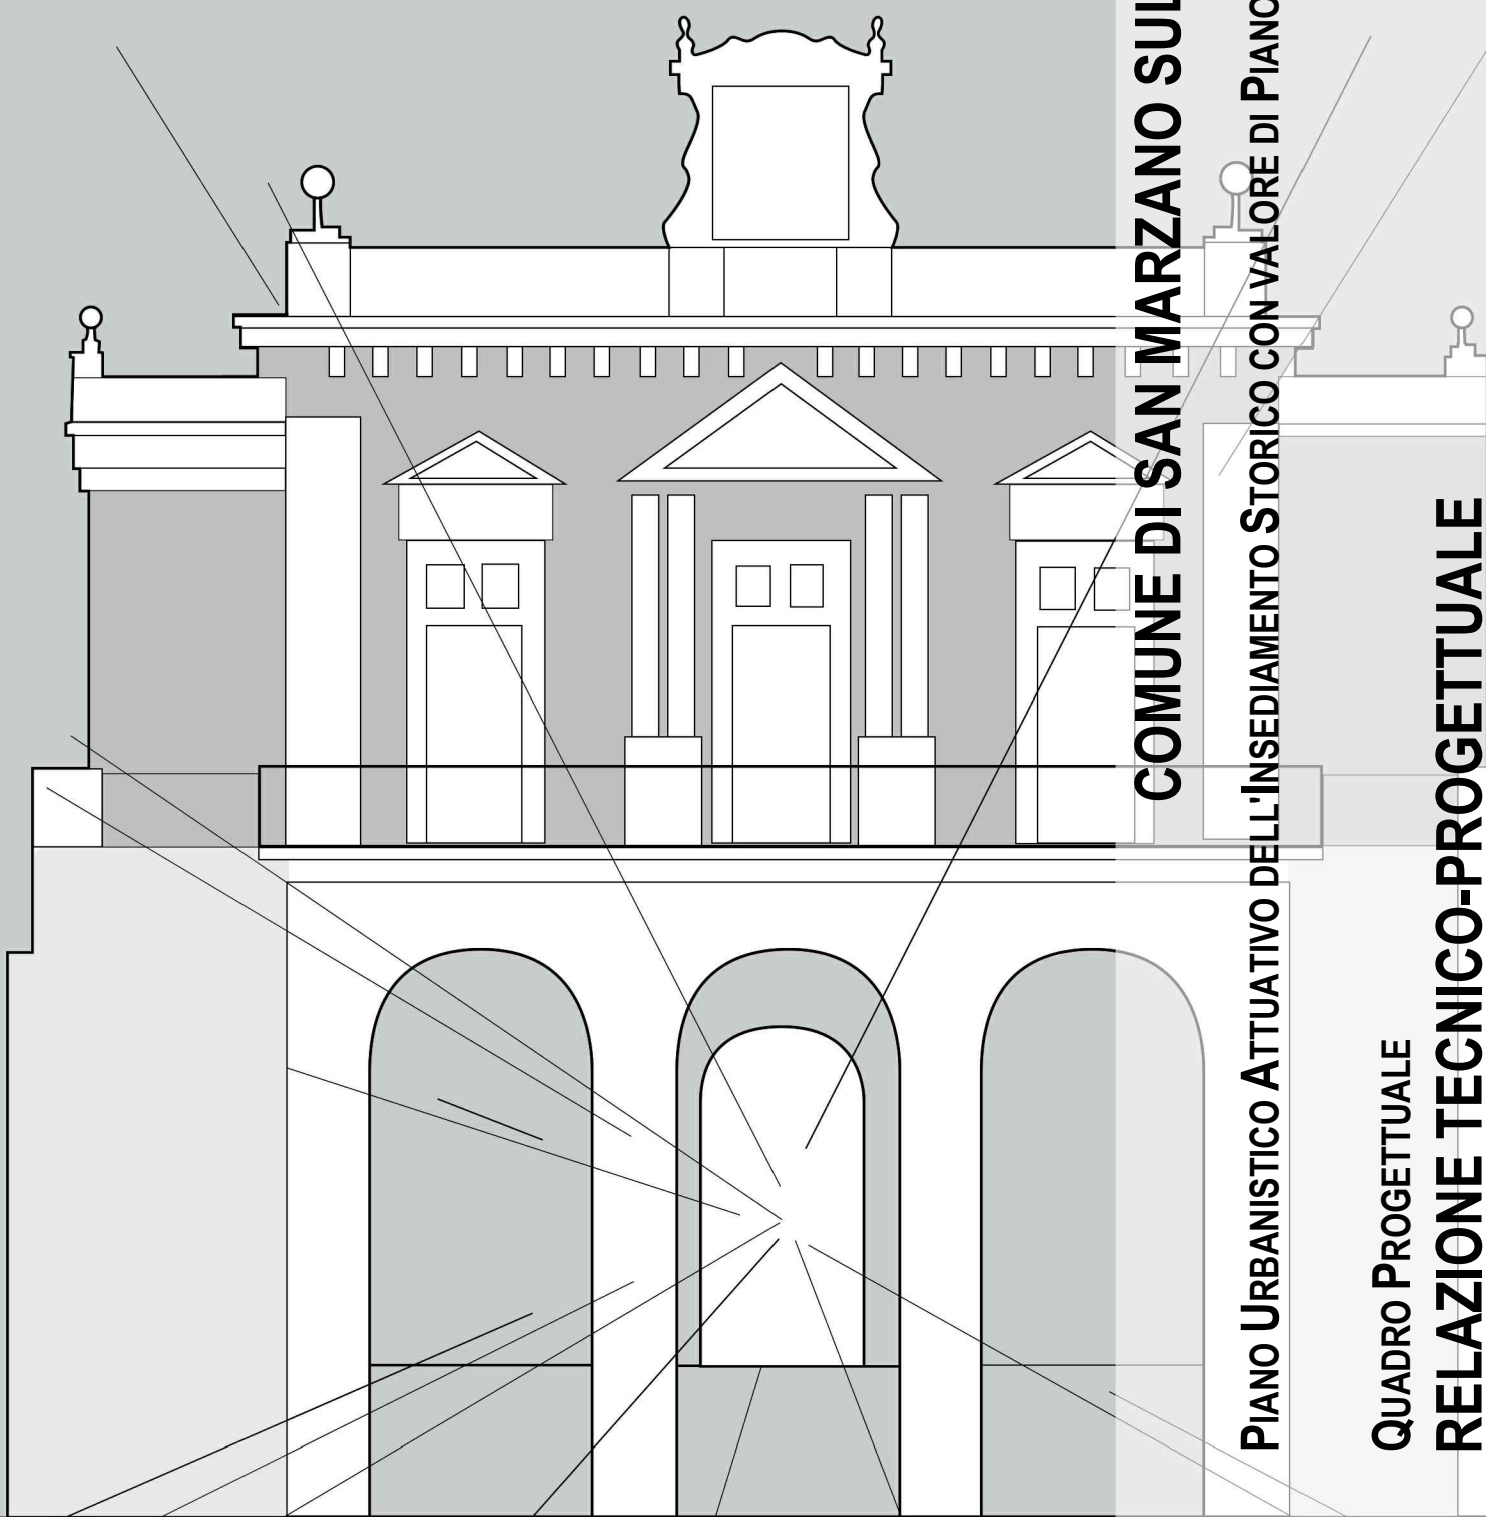 COMUNE DI SAN MARZANO SUL
PIANO URBANISTICO ATTUATIVO DELL'INSEDIAMENTO STORICO CON VALORE DI PIANO
QUADRO PROGETTUALE
RELAZIONE TECNICO-PROGETTUALE